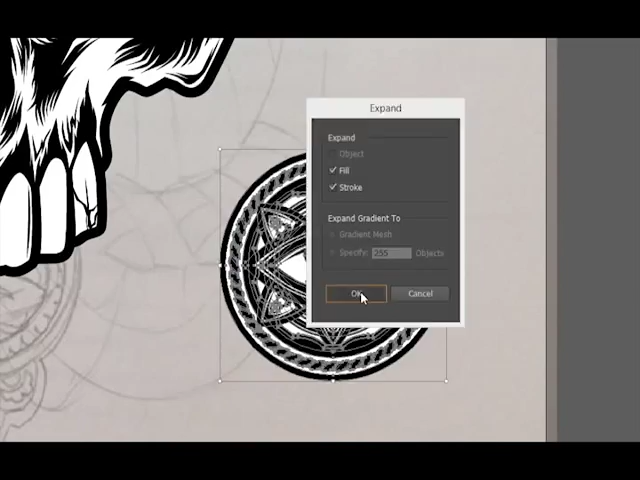 Expand
Expand
Object
Fill
Stroke
Expand Gradient To
Gradient Mesh
Specify: 255 Objects
OK Cancel